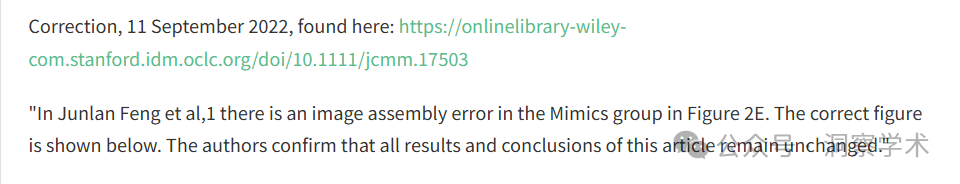 Correction, 11 September 2022, found here: https://onlinelibrary-wiley-
com.stanford.idm.oclc.org/doi/10.1111/jcmm.17503
"In Junlan Feng et al,1 there is an image assembly error in the Mimics group in Figure 2E. The correct figure
is shown below. The authors confirm that all results and conclusions of this article remain unchanged."
公众号 · 洞察学术